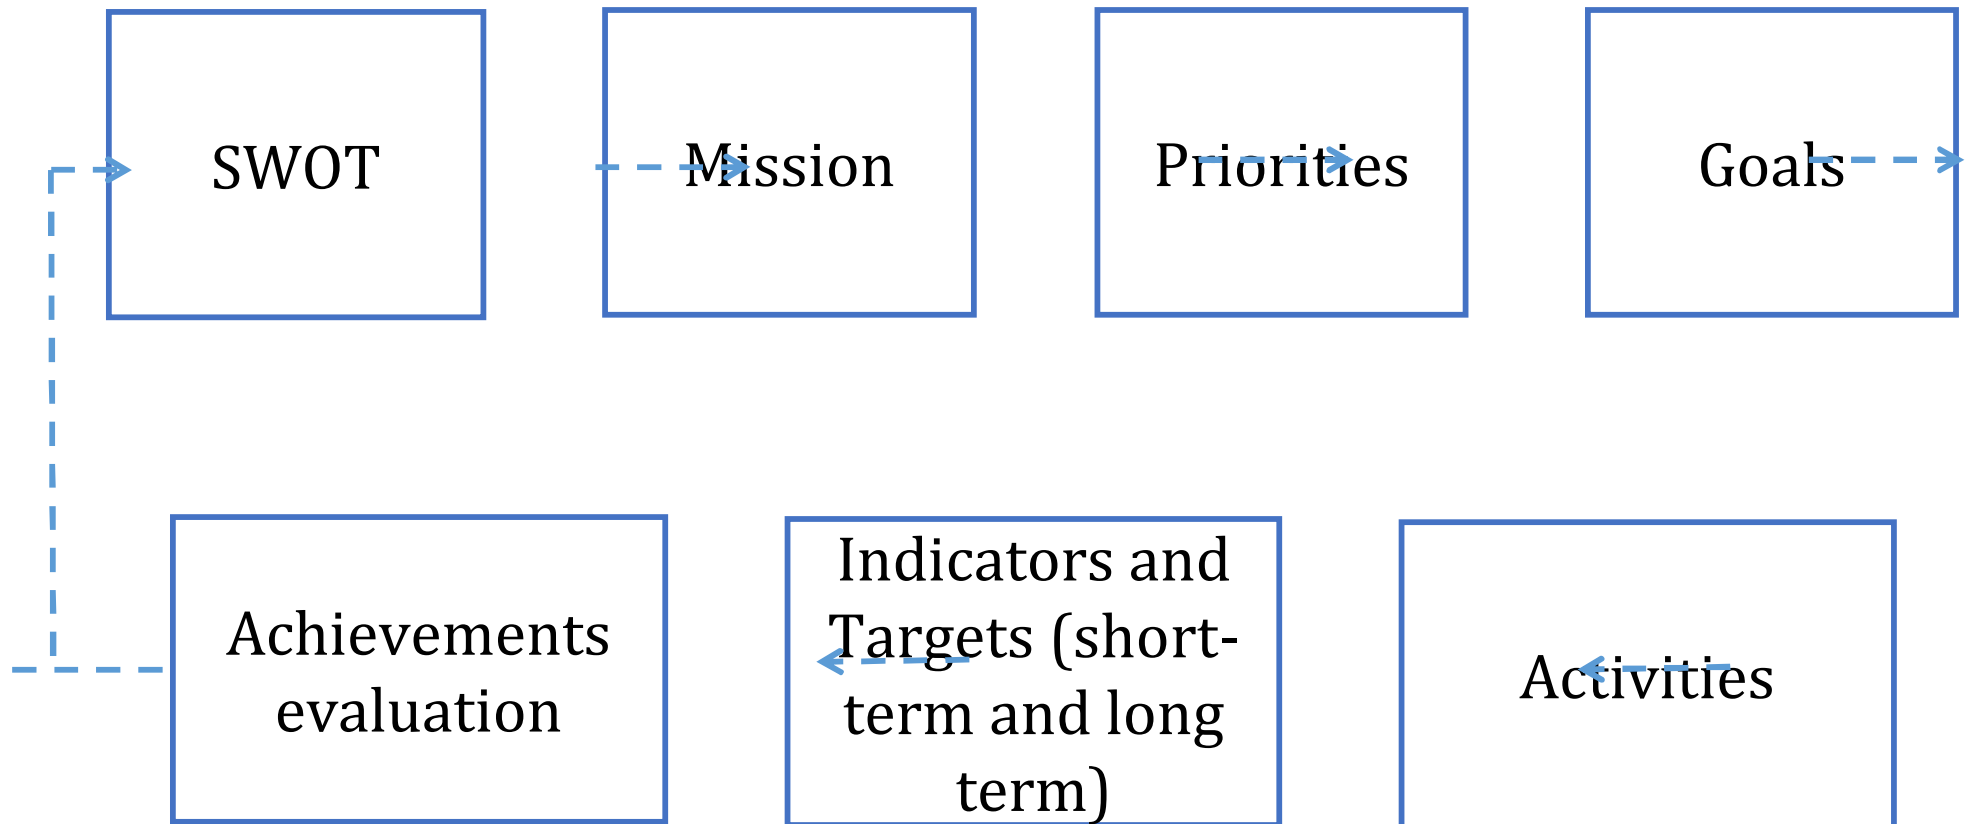 SWOT
Mission
Priorities
Goals
Achievements
evaluation
Indicators and
Targets (short-
term and long
term)
Activities